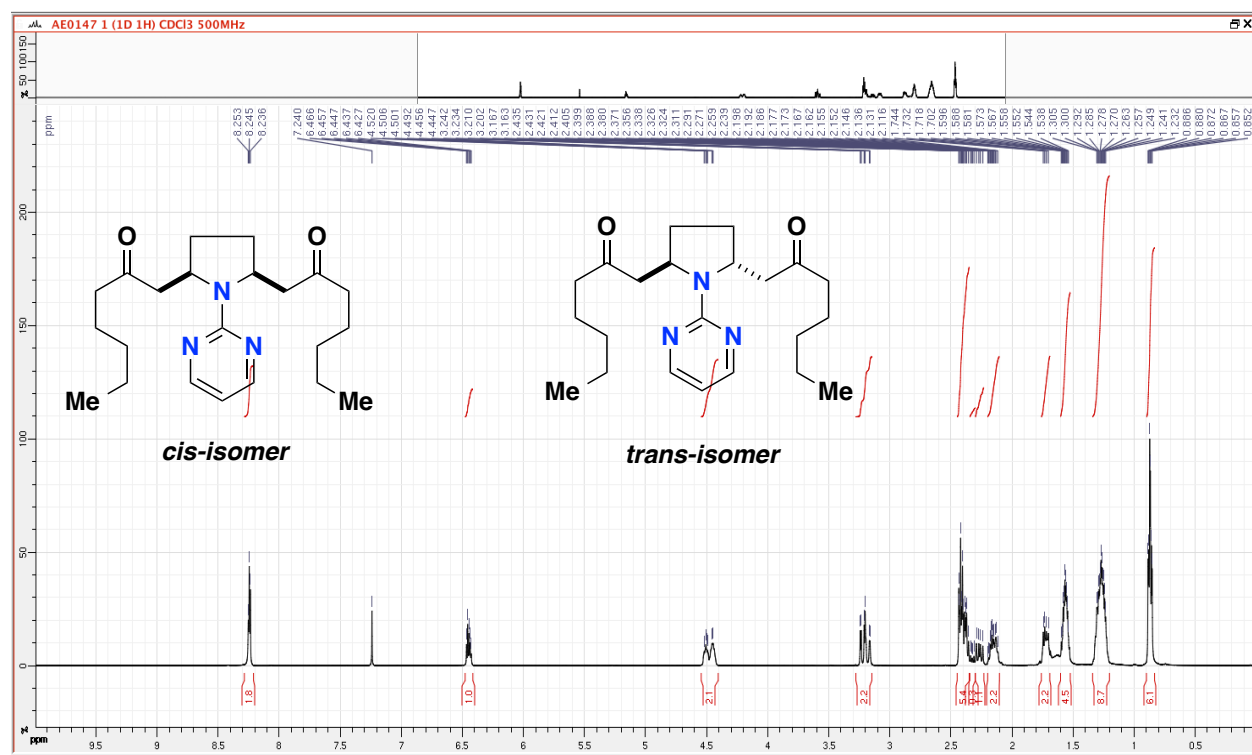 AE0147 1 (1D 1H) CDCl3 500MHz
50 100 150
%
ppm
8.253 8.245 8.236 7.240 6.466 6.457 6.447 6.437 6.427 4.520 4.506 4.501 4.492 4.456 4.447 3.242 3.234 3.210 3.202 3.167 3.163 2.435 2.431 2.421 2.412 2.405 2.399 2.388 2.380 2.371 2.356 2.338 2.326 2.324 2.311 2.297 2.271 2.259 2.239 2.198 2.192 2.186 2.177 2.173 2.167 2.162 2.155 2.152 2.146 2.136 2.131 2.116 1.744 1.732 1.718 1.702 1.596 1.588 1.581 1.573 1.567 1.558 1.552 1.544 1.538 1.305 1.300 1.292 1.285 1.278 1.270 1.263 1.257 1.249 1.241 1.232 0.886 0.880 0.872 0.867 0.857 0.852
200
O O O O
N N
N N N N
Me Me Me Me
cis-isomer trans-isomer
150
100
50
0
1.8 1.0 2.1 2.2 5.4 0.3 1.1 2.2 2.2 4.5 8.7 6.1
%
ppm 9.5 9 8.5 8 7.5 7 6.5 6 5.5 5 4.5 4 3.5 3 2.5 2 1.5 1 0.5 0